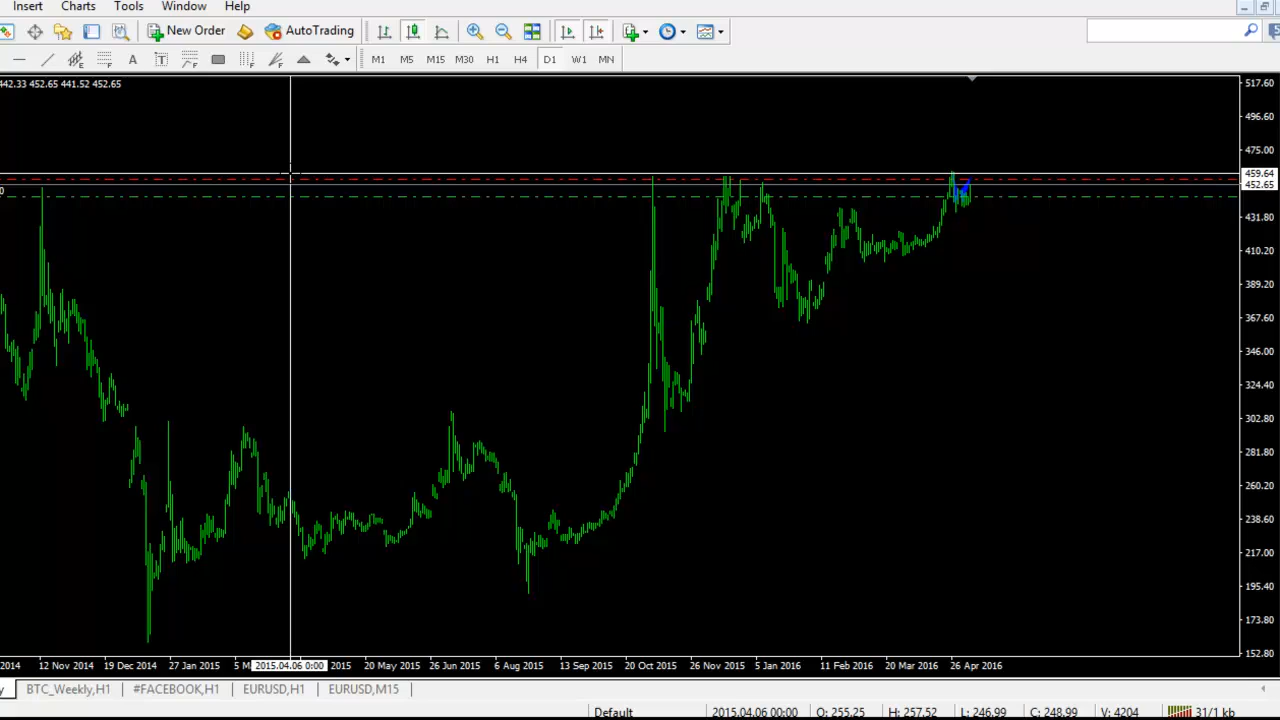 Insert Charts Tools Window Help
New Order AutoTrading
A T M1 M5 M15 M30 H1 H4 D1 W1 MN
442.33 452.65 441.52 452.65
517.60
496.60
475.00
459.64
452.65
0
431.80
410.20
389.20
367.60
346.00
324.40
302.80
281.80
260.20
238.60
217.00
195.40
173.80
152.80
2014 12 Nov 2014 19 Dec 2014 27 Jan 2015 5 M 2015.04.06 0:00 2015 20 May 2015 26 Jun 2015 6 Aug 2015 13 Sep 2015 20 Oct 2015 26 Nov 2015 5 Jan 2016 11 Feb 2016 20 Mar 2016 26 Apr 2016
y BTC_Weekly,H1 #FACEBOOK,H1 EURUSD,H1 EURUSD,M15
Default 2015.04.06 00:00 O: 255.25 H: 257.52 L: 246.99 C: 248.99 V: 4204 31/1 kb